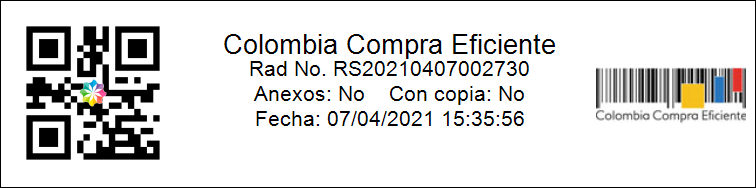 Colombia Compra Eficiente
Rad No. RS20210407002730
Anexos: No    Con copia: No
Fecha: 07/04/2021 15:35:56
Colombia Compra Eficiente